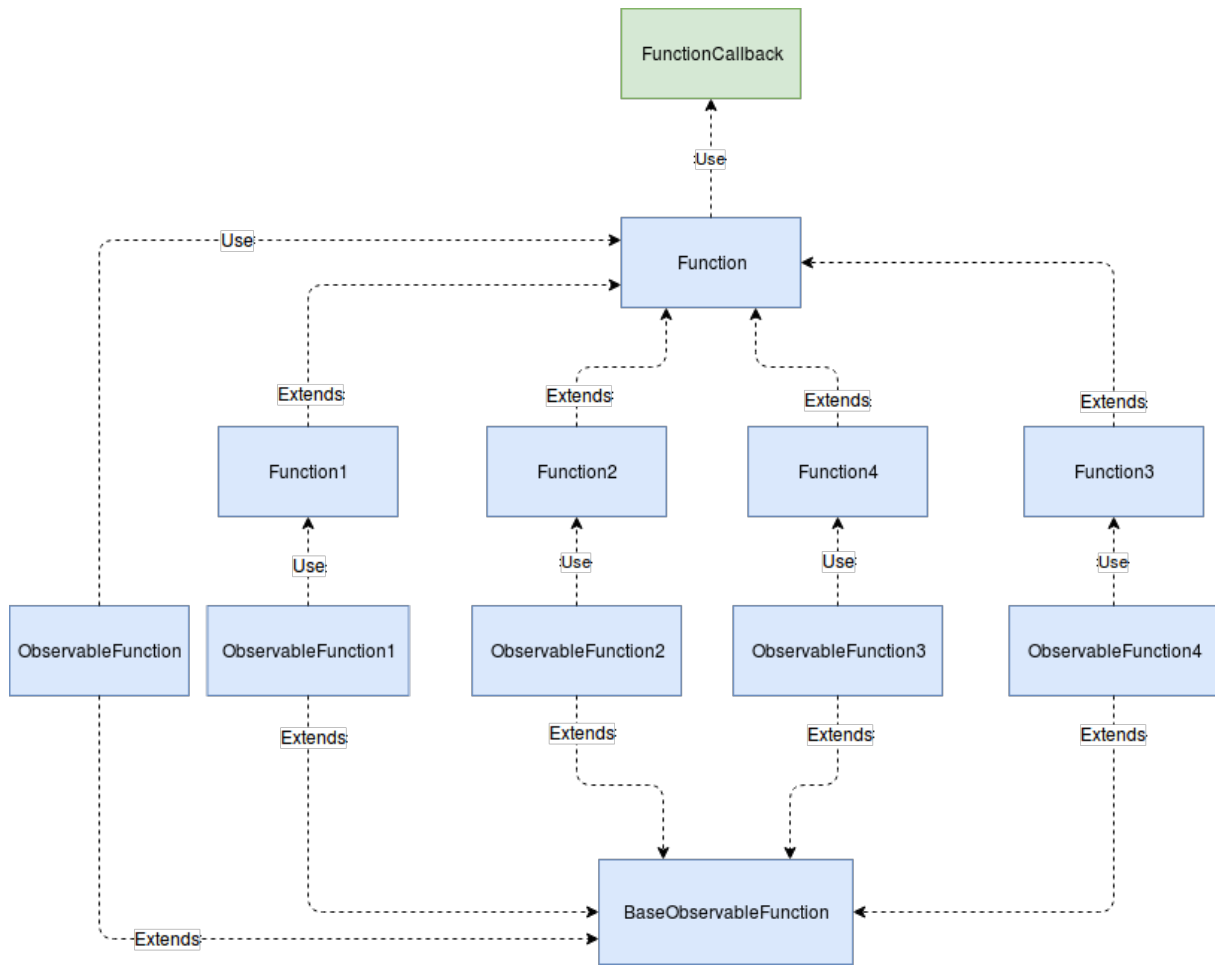 FunctionCallback
Use
Use
Function
Extends
Extends
Extends
Extends
Function1
Function2
Function4
Function3
Use
Use
Use
Use
ObservableFunction
ObservableFunction1
ObservableFunction2
ObservableFunction3
ObservableFunction4
Extends
Extends
Extends
Extends
BaseObservableFunction
Extends